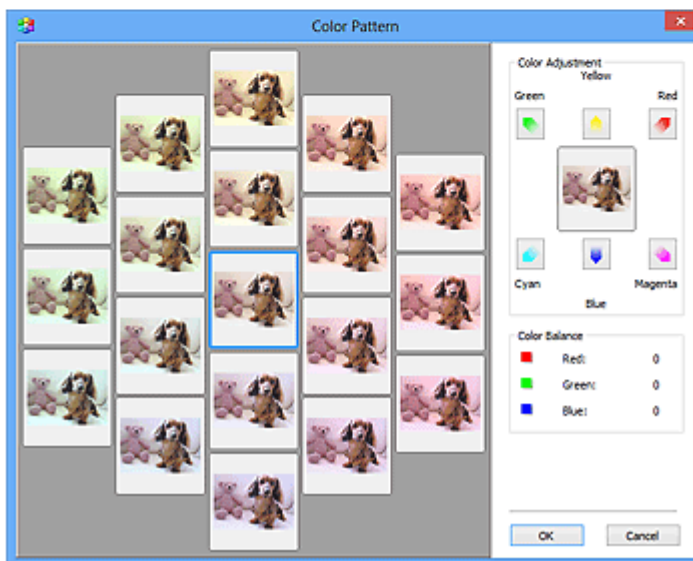 Color Pattern
Color Adjustment
Yellow
Green Red
Cyan Magenta
Blue
Color Balance
Red: 0
Green: 0
Blue: 0
OK Cancel